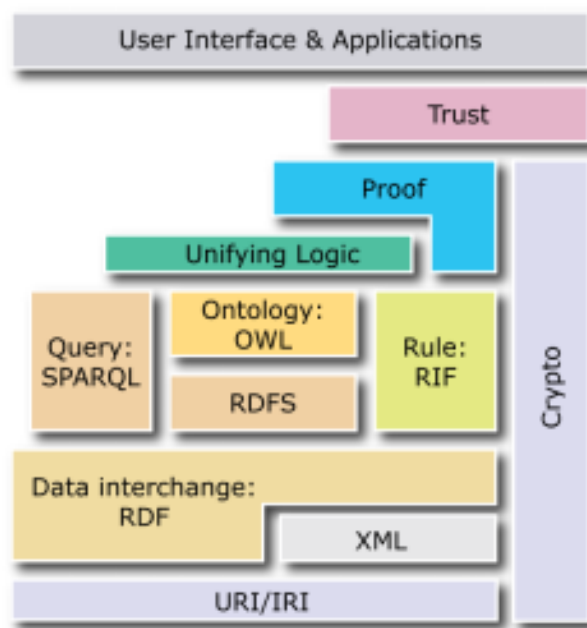 User Interface & Applications
Trust
Proof
Unifying Logic
Query:
SPARQL
Ontology:
OWL
RDFS
Rule:
RIF
Crypto
Data interchange:
RDF
XML
URI/IRI